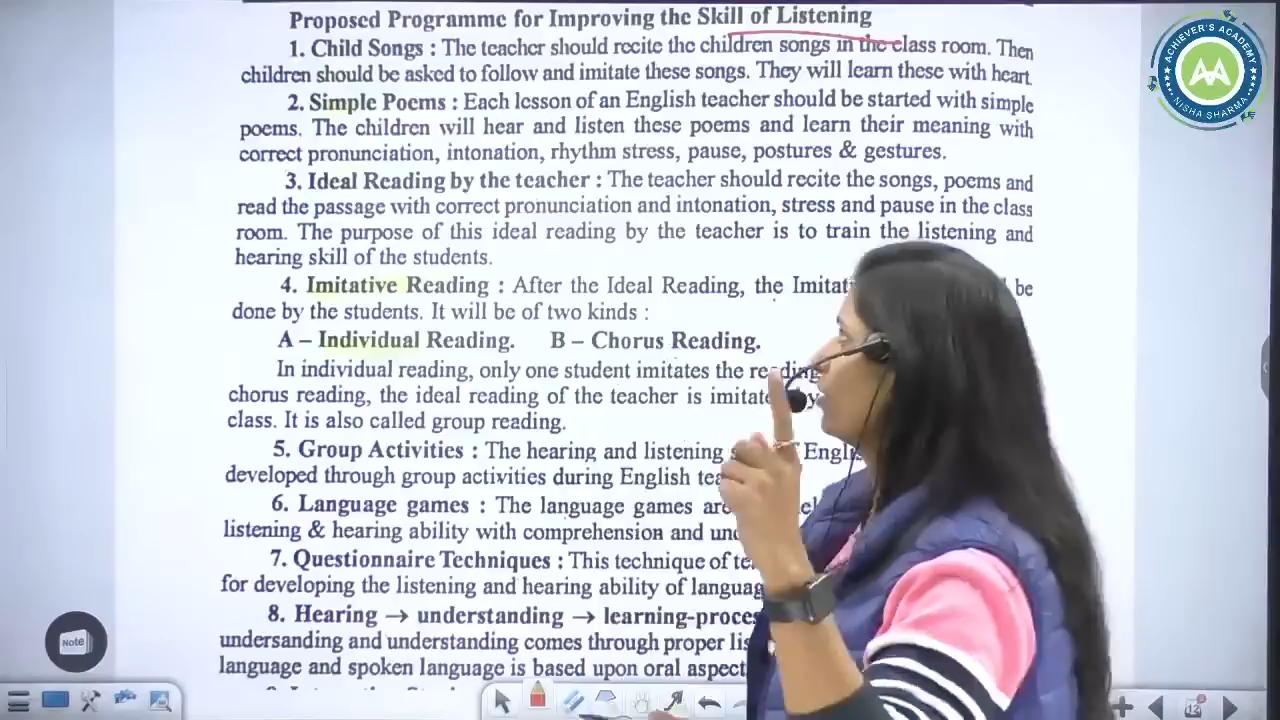 Proposed Programme for Improving the Skill of Listening
1. Child Songs : The teacher should recite the children songs in the class room. Then
children should be asked to follow and imitate these songs. They will learn these with heart.
2. Simple Poems : Each lesson of an English teacher should be started with simple
poems. The children will hear and listen these poems and learn their meaning with
correct pronunciation, intonation, rhythm stress, pause, postures & gestures.
3. Ideal Reading by the teacher : The teacher should recite the songs, poems and
read the passage with correct pronunciation and intonation, stress and pause in the class
room. The purpose of this ideal reading by the teacher is to train the listening and
hearing skill of the students.
4. Imitative Reading : After the Ideal Reading, the be
done by the students. It will be of two kinds :
A – Individual Reading. B – Chorus Reading.
In individual reading, only one student imitates the reading
chorus reading, the ideal reading of the teacher is
class. It is also called group reading.
5. Group Activities : The hearing and listening
developed through group activities during English
6. Language games : The language games are
listening & hearing ability with comprehension and
7. Questionnaire Techniques : This technique of
for developing the listening and hearing ability of
8. Hearing → understanding →
undersanding and understanding comes through proper
language and spoken language is based upon oral
ACHIEVER'S ACADEMY
AA
NISHA SHARMA
Note
12